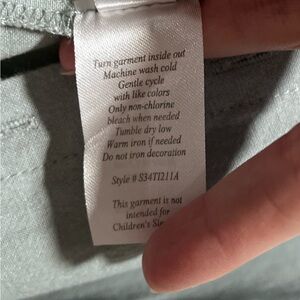 Turn garment inside out
Machine wash cold
Gentle cycle
with like colors
Only non-chlorine
bleach when needed
Tumble dry low
Warm iron if needed
Do not iron decoration
Style # S34TI211A
This garment is not
intended for
Children's